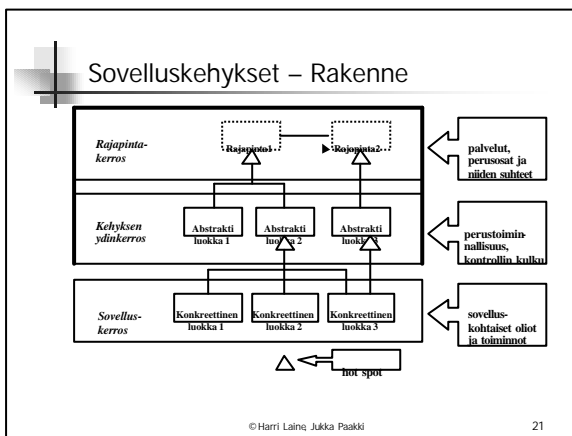 Sovelluskehykset – Rakenne
Rajapinta-
kerros
Rajapinta1
Rajapinta2
palvelut,
perusosat ja
niiden suhteet
Kehyksen
ydinkerros
Abstrakti
luokka 1
Abstrakti
luokka 2
Abstrakti
luokka 3
perustoimin-
nallisuus,
kontrollin kulku
Sovellus-
kerros
Konkreettinen
luokka 1
Konkreettinen
luokka 2
Konkreettinen
luokka 3
sovellus-
kohtaiset oliot
ja toiminnot
hot spot
© Harri Laine, Jukka Paakki
21